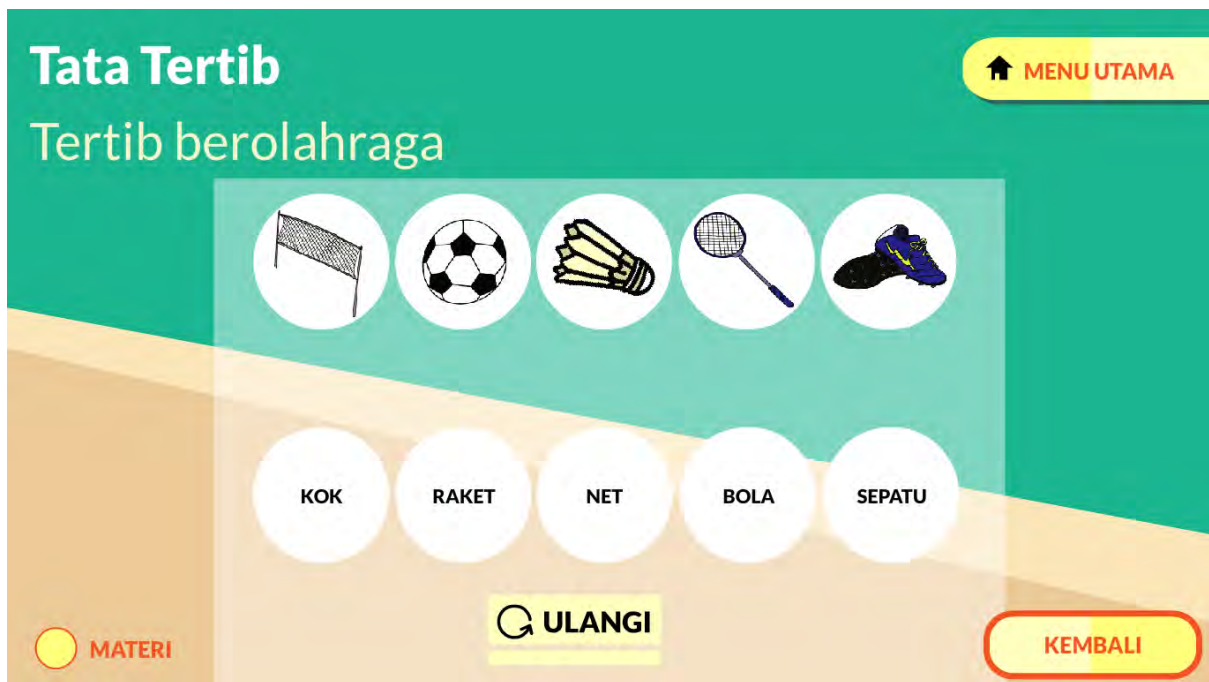 Tata Tertib
MENU UTAMA
Tertib berolahraga
KOK
RAKET
NET
BOLA
SEPATU
ULANGI
MATERI
KEMBALI